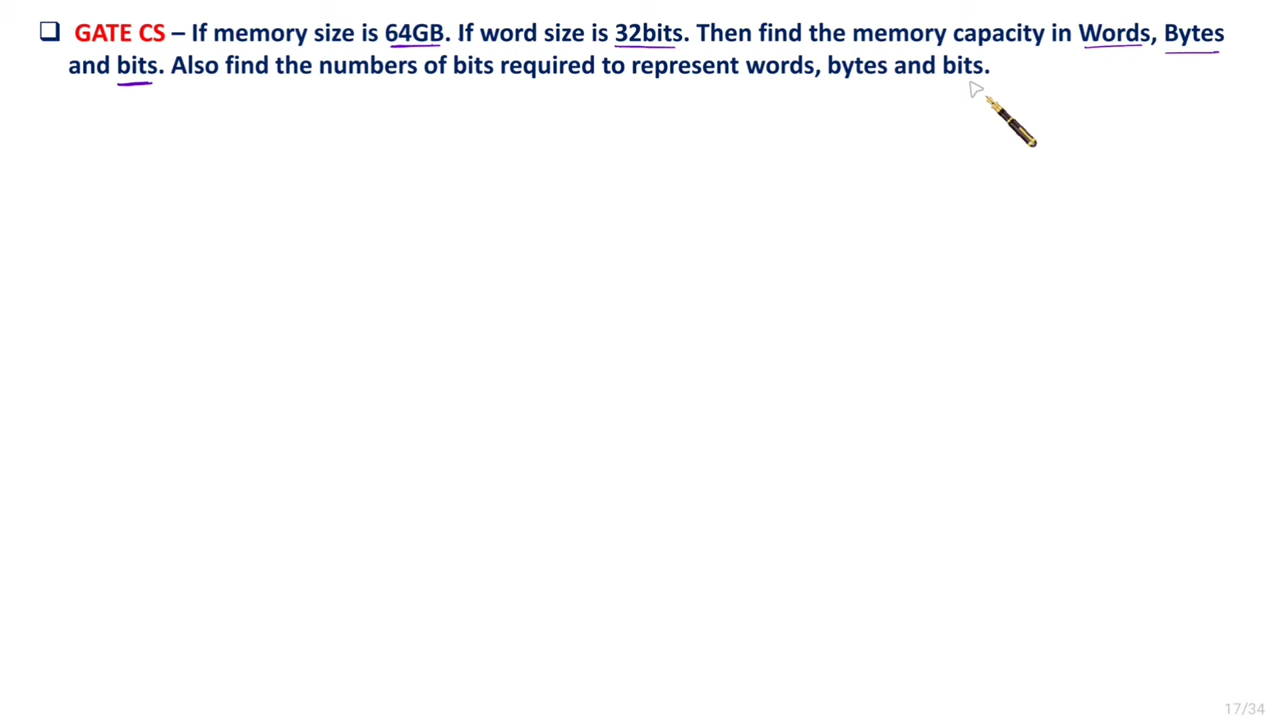 ❑ GATE CS – If memory size is 64GB. If word size is 32bits. Then find the memory capacity in Words, Bytes
and bits. Also find the numbers of bits required to represent words, bytes and bits.
17/34